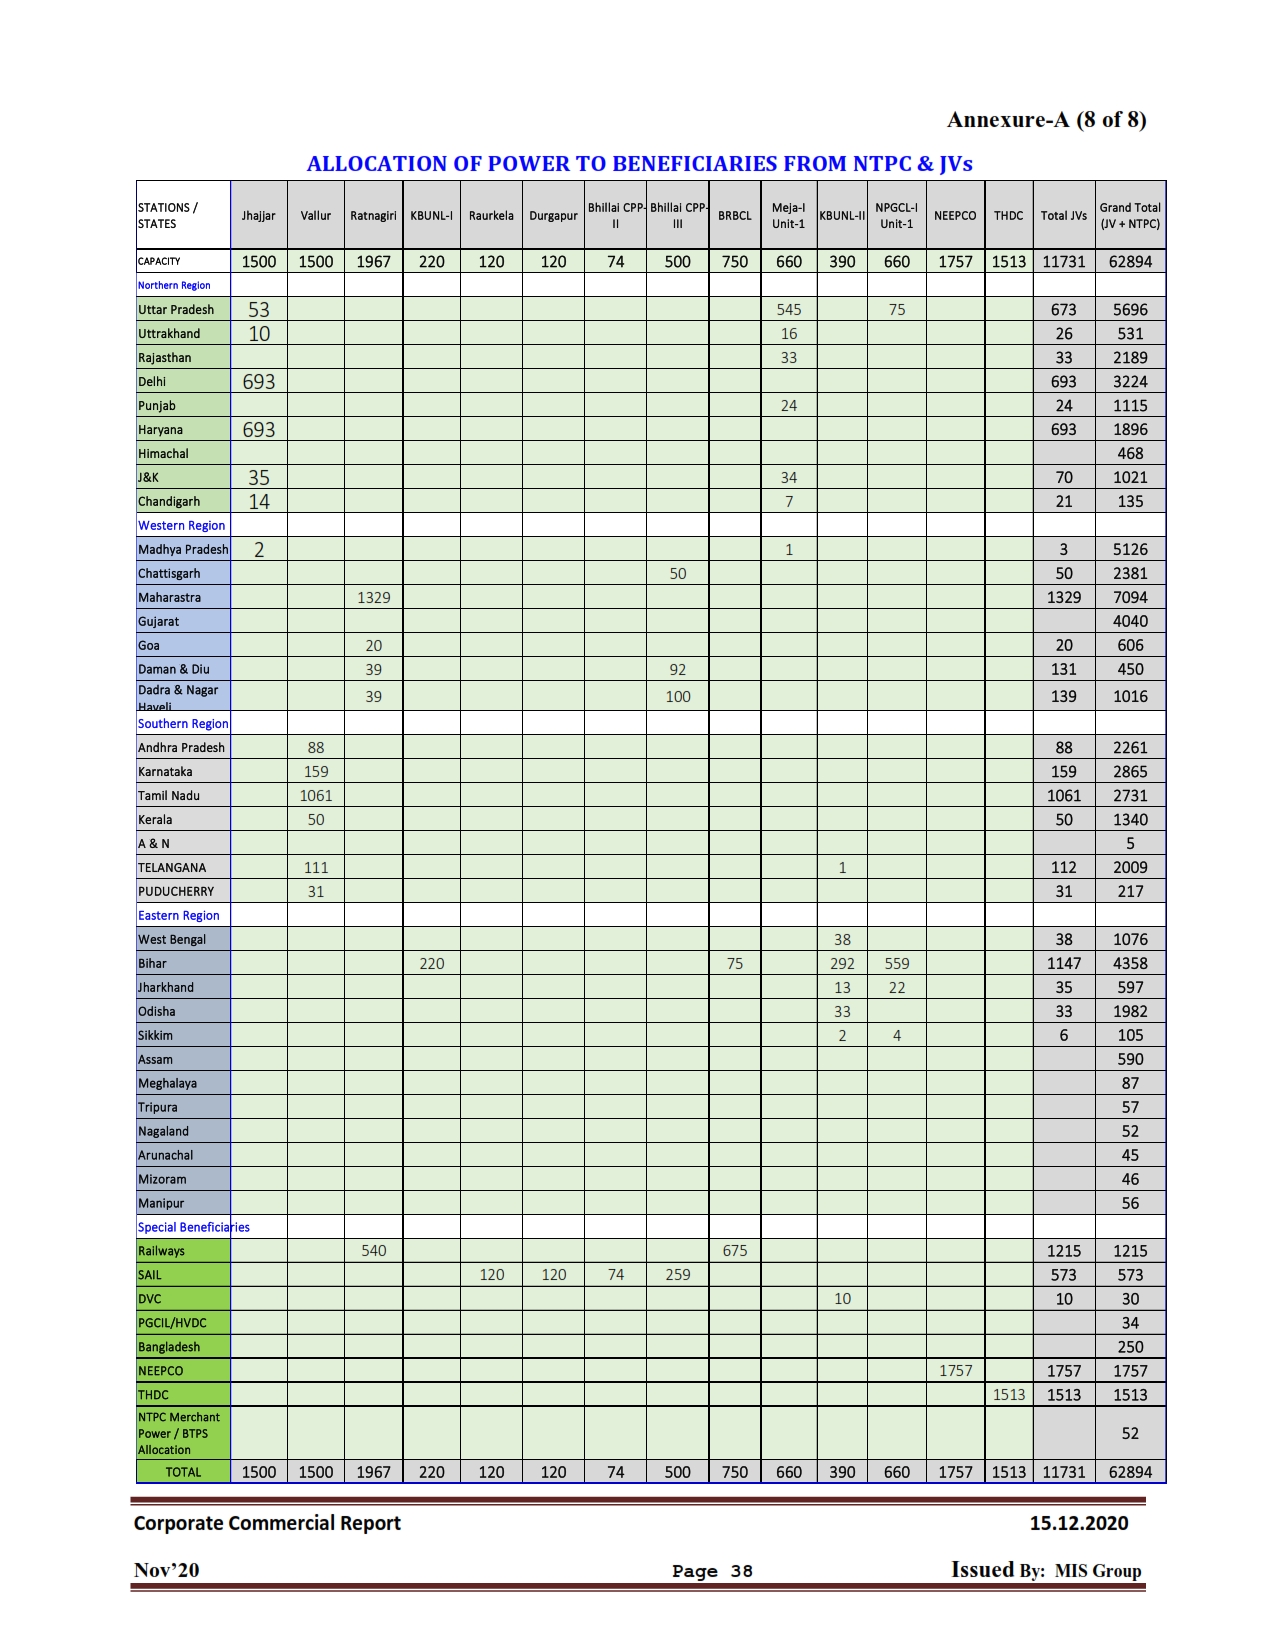 Annexure-A (8 of 8)
ALLOCATION OF POWER TO BENEFICIARIES FROM NTPC & JVs
STATIONS / STATES Jhajjar Vallur Ratnagiri KBUNL-I Raurkela Durgapur Bhillai CPP-II Bhillai CPP-III BRBCL Meja-I Unit-1 KBUNL-II NPGCL-I Unit-1 NEEPCO THDC Total JVs Grand Total (JV + NTPC)
CAPACITY 1500 1500 1967 220 120 120 74 500 750 660 390 660 1757 1513 11731 62894
Northern Region
Uttar Pradesh 53 545 75 673 5696
Uttrakhand 10 16 26 531
Rajasthan 33 33 2189
Delhi 693 693 3224
Punjab 24 24 1115
Haryana 693 693 1896
Himachal 468
J&K 35 34 70 1021
Chandigarh 14 7 21 135
Western Region
Madhya Pradesh 2 1 3 5126
Chattisgarh 50 50 2381
Maharastra 1329 1329 7094
Gujarat 4040
Goa 20 20 606
Daman & Diu 39 92 131 450
Dadra & Nagar Haveli 39 100 139 1016
Southern Region
Andhra Pradesh 88 88 2261
Karnataka 159 159 2865
Tamil Nadu 1061 1061 2731
Kerala 50 50 1340
A & N 5
TELANGANA 111 1 112 2009
PUDUCHERRY 31 31 217
Eastern Region
West Bengal 38 38 1076
Bihar 220 75 292 559 1147 4358
Jharkhand 13 22 35 597
Odisha 33 33 1982
Sikkim 2 4 6 105
Assam 590
Meghalaya 87
Tripura 57
Nagaland 52
Arunachal 45
Mizoram 46
Manipur 56
Special Beneficiaries
Railways 540 675 1215 1215
SAIL 120 120 74 259 573 573
DVC 10 10 30
PGCIL/HVDC 34
Bangladesh 250
NEEPCO 1757 1757 1757
THDC 1513 1513 1513
NTPC Merchant Power / BTPS Allocation 52
TOTAL 1500 1500 1967 220 120 120 74 500 750 660 390 660 1757 1513 11731 62894
Corporate Commercial Report 15.12.2020
Nov’20 Page 38 Issued By: MIS Group